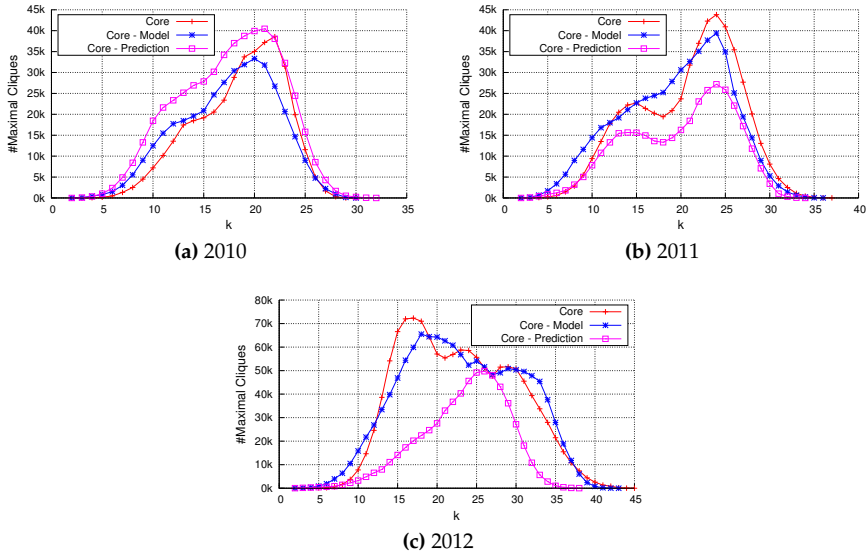 45k
40k
35k
30k
25k
20k
15k
10k
5k
0k
#Maximal Cliques
Core
Core - Model
Core - Prediction
0 5 10 15 20 25 30 35
k
(a) 2010
45k
40k
35k
30k
25k
20k
15k
10k
5k
0k
#Maximal Cliques
Core
Core - Model
Core - Prediction
0 5 10 15 20 25 30 35 40
k
(b) 2011
80k
70k
60k
50k
40k
30k
20k
10k
0k
#Maximal Cliques
Core
Core - Model
Core - Prediction
0 5 10 15 20 25 30 35 40 45
k
(c) 2012